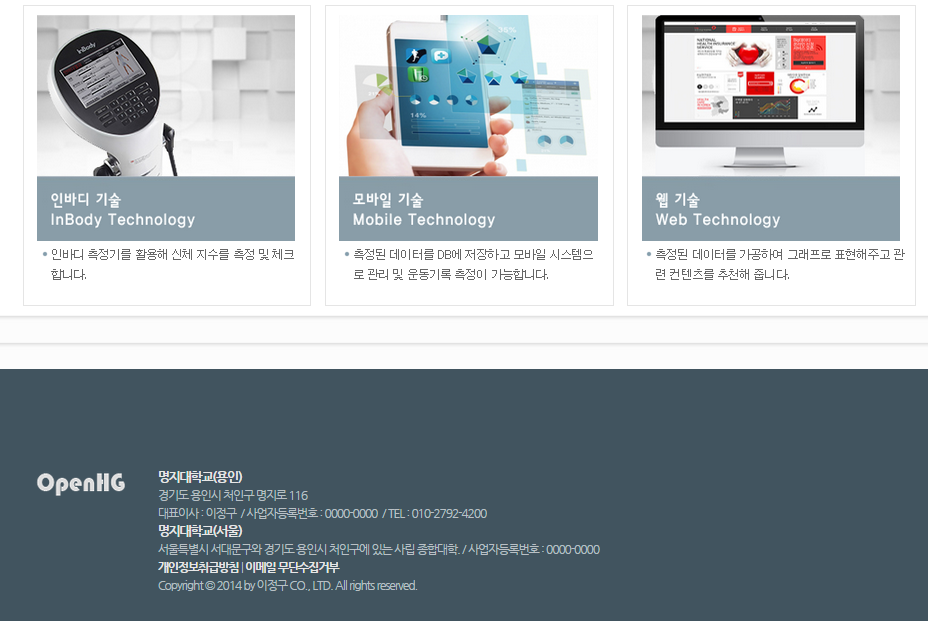 InBody
35%
14%
NATIONAL
HEALTH INSURANCE
SERVICE
인바디 기술
InBody Technology
인바디 측정기를 활용해 신체 지수를 측정 및 체크
합니다.
모바일 기술
Mobile Technology
측정된 데이터를 DB에 저장하고 모바일 시스템으
로 관리 및 운동기록 측정이 가능합니다.
웹 기술
Web Technology
측정된 데이터를 가공하여 그래프로 표현해주고 관
련 컨텐츠를 추천해 줍니다.
OpenHG
명지대학교(용인)
경기도 용인시 처인구 명지로 116
대표이사 : 이정구 / 사업자등록번호 : 0000-0000 / TEL : 010-2792-4200
명지대학교(서울)
서울특별시 서대문구와 경기도 용인시 처인구에 있는 사립 종합대학. / 사업자등록번호 : 0000-0000
개인정보취급방침 | 이메일 무단수집거부
Copyright © 2014 by 이정구 CO., LTD. All rights reserved.